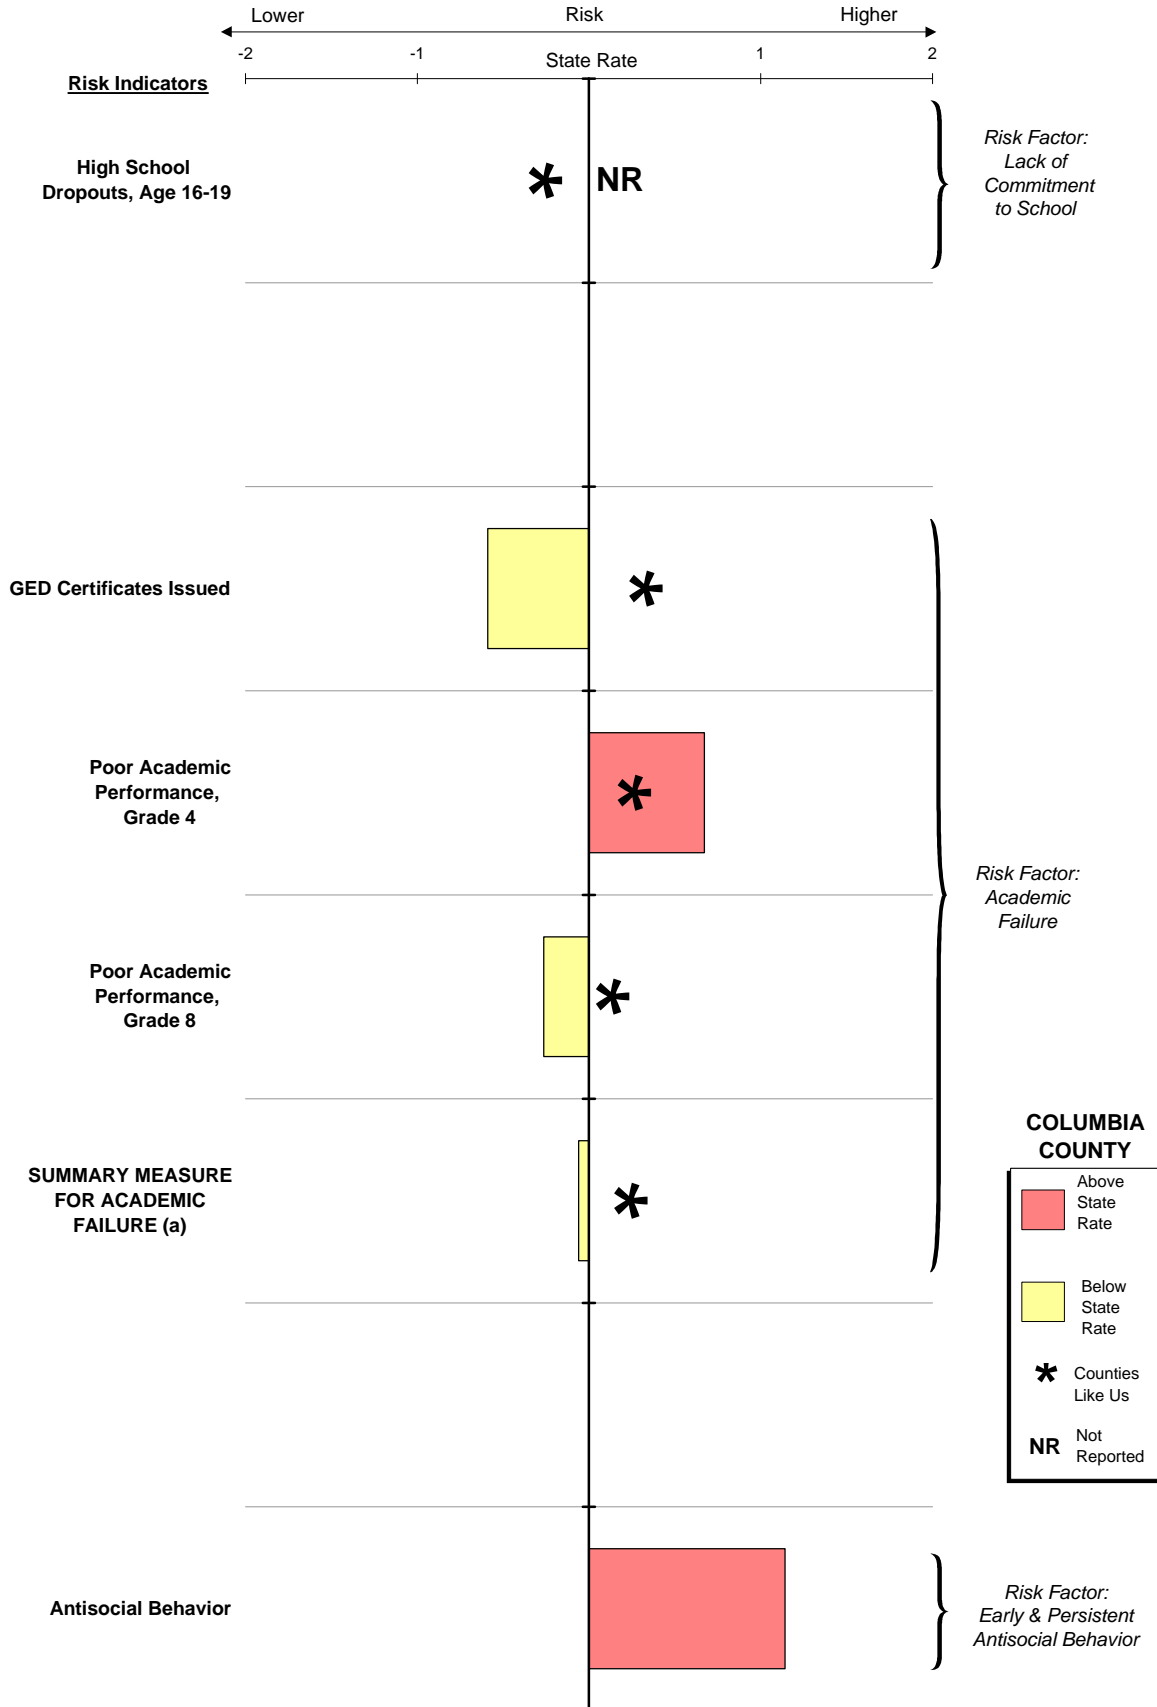 Lower Risk Higher
-2 -1 State Rate 1 2
Risk Indicators
High School
Dropouts, Age 16-19
* NR
Risk Factor:
Lack of
Commitment
to School
GED Certificates Issued
*
Poor Academic
Performance,
Grade 4
*
Poor Academic
Performance,
Grade 8
*
SUMMARY MEASURE
FOR ACADEMIC
FAILURE (a)
*
Risk Factor:
Academic
Failure
COLUMBIA
COUNTY
Above
State
Rate
Below
State
Rate
* Counties
Like Us
NR Not
Reported
Antisocial Behavior
Risk Factor:
Early & Persistent
Antisocial Behavior